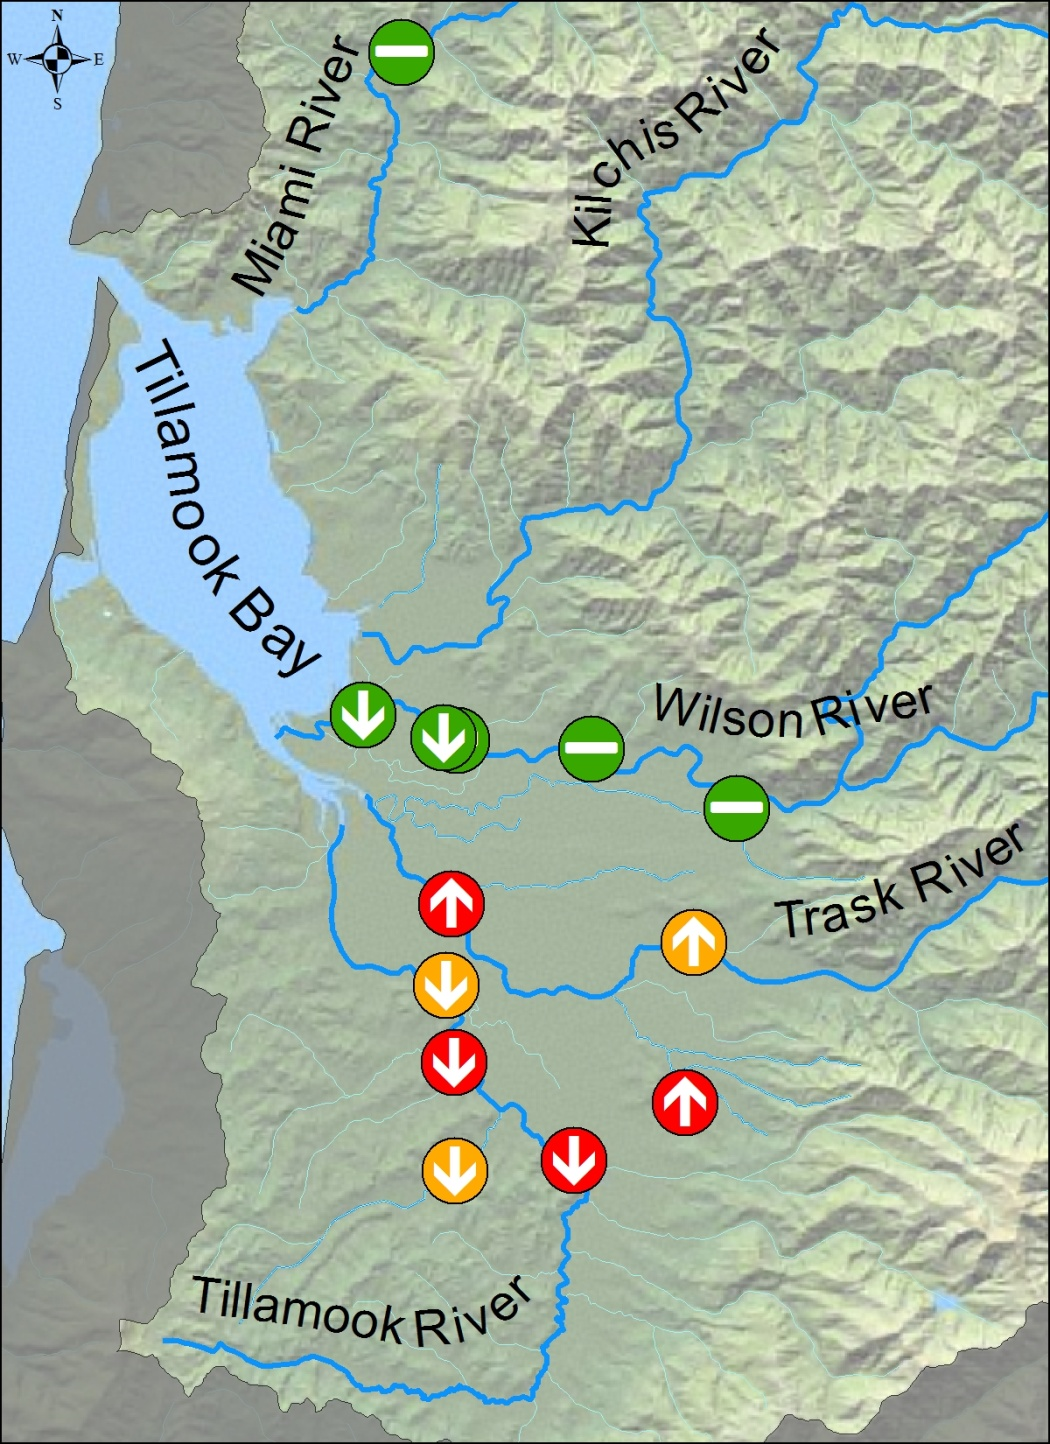 N
W
E
S
Miami River
Kilchis River
Tillamook Bay
Wilson River
Trask River
Tillamook River